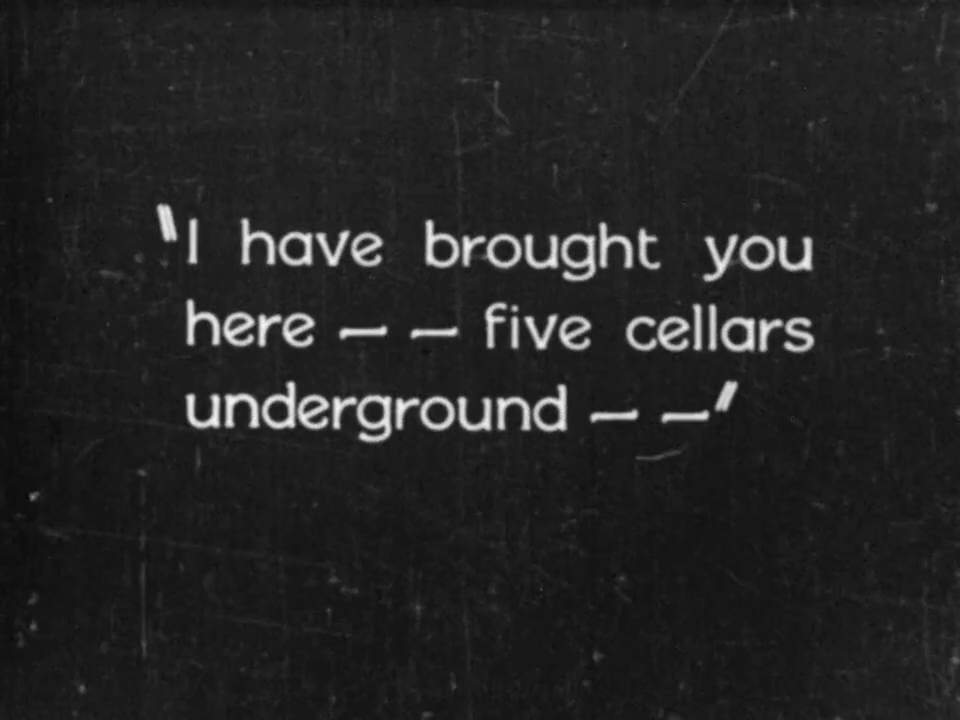 "I have brought you
here — — five cellars
underground — —"